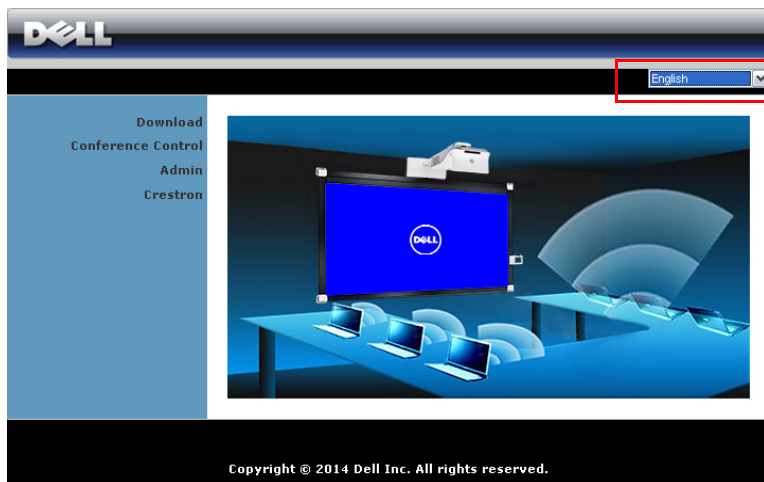 DELL
English
Download
Conference Control
Admin
Crestron
DELL
Copyright © 2014 Dell Inc. All rights reserved.